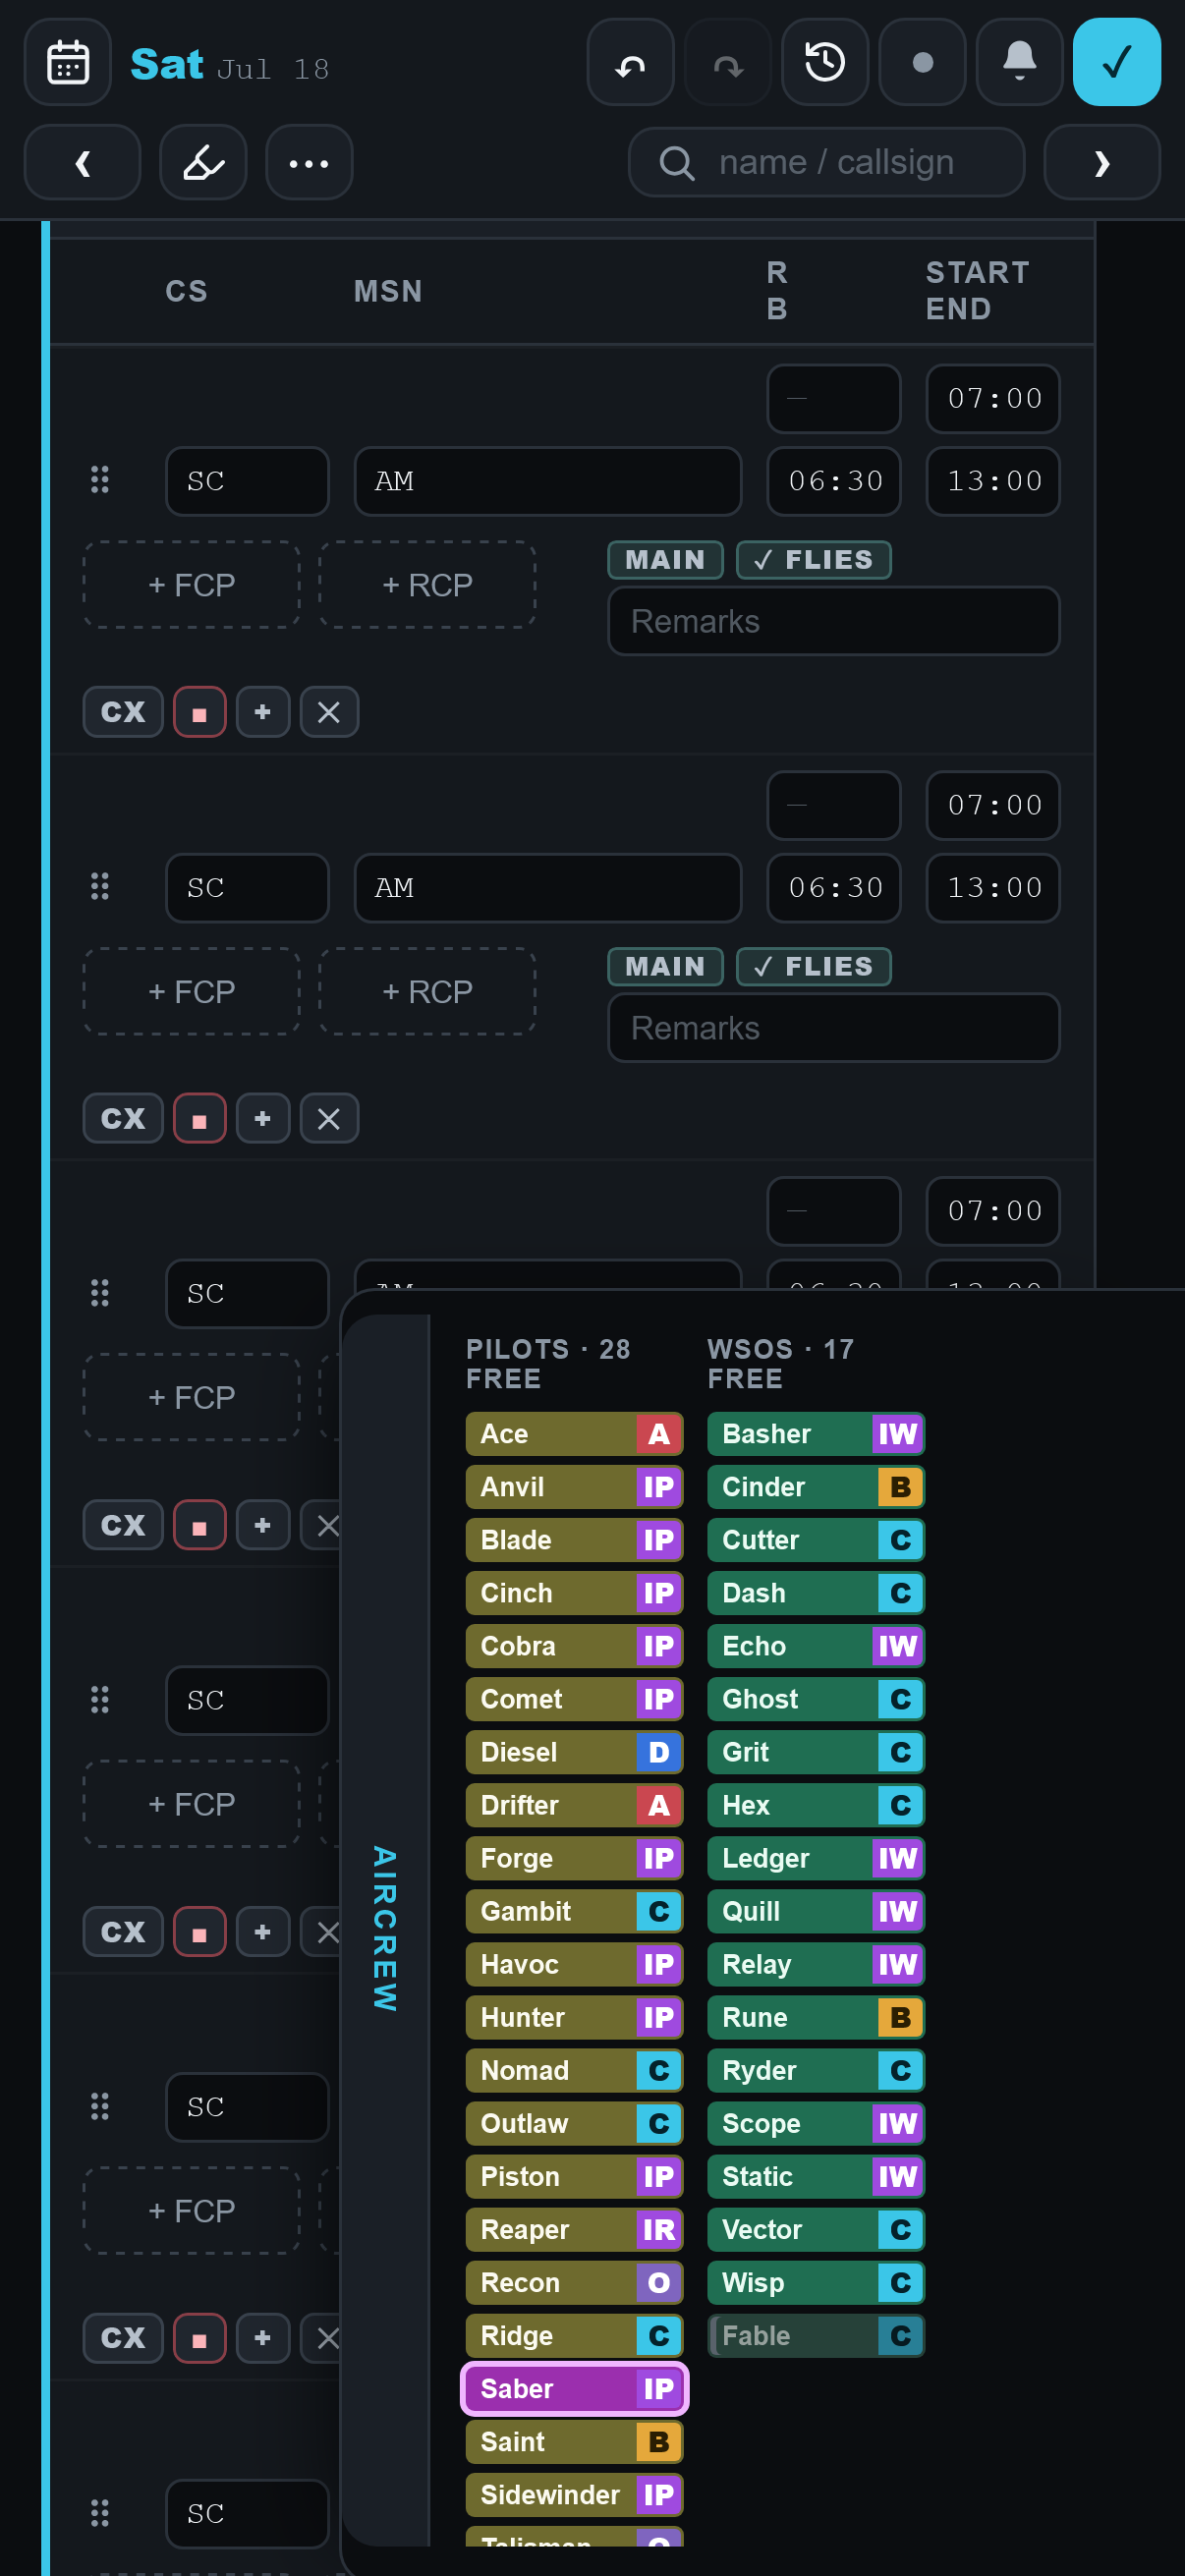 Sat Jul 18
name / callsign
CS MSN R B START END
— 07:00
SC AM 06:30 13:00
+ FCP + RCP MAIN ✓ FLIES
Remarks
CX + ×
— 07:00
SC AM 06:30 13:00
+ FCP + RCP MAIN ✓ FLIES
Remarks
CX + ×
— 07:00
SC
+ FCP
CX + ×
SC
+ FCP
CX + ×
SC
+ FCP
CX + ×
SC
AIRCREW
PILOTS · 28 FREE
Ace A
Anvil IP
Blade IP
Cinch IP
Cobra IP
Comet IP
Diesel D
Drifter A
Forge IP
Gambit C
Havoc IP
Hunter IP
Nomad C
Outlaw C
Piston IP
Reaper IR
Recon O
Ridge C
Saber IP
Saint B
Sidewinder IP
WSOS · 17 FREE
Basher IW
Cinder B
Cutter C
Dash C
Echo IW
Ghost C
Grit C
Hex C
Ledger IW
Quill IW
Relay IW
Rune B
Ryder C
Scope IW
Static IW
Vector C
Wisp C
Fable C